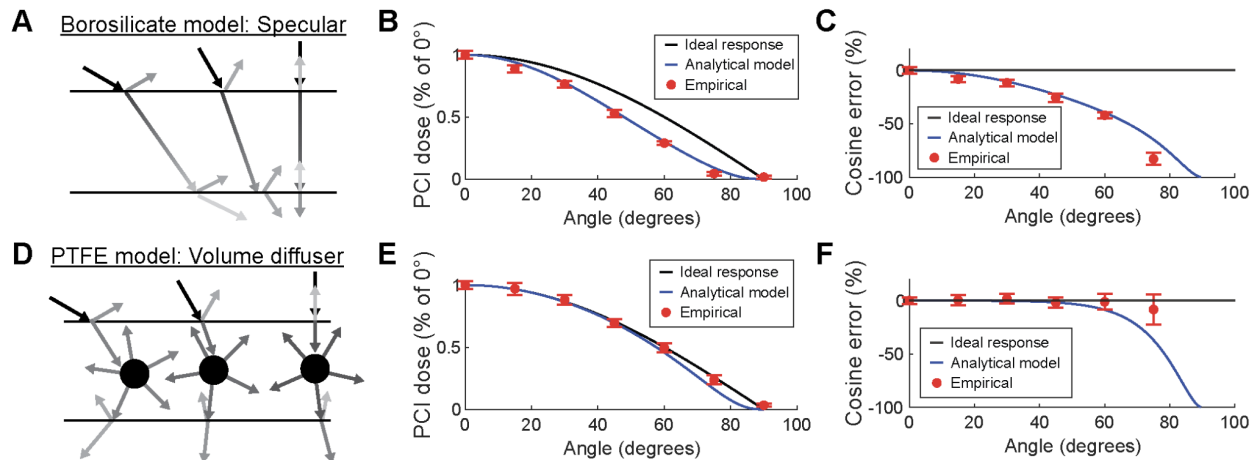 A
Borosilicate model: Specular
B
PCI dose (% of 0°)
1
0.5
0
0 20 40 60 80 100
Angle (degrees)
Ideal response
Analytical model
Empirical
C
Cosine error (%)
0
-50
-100
0 20 40 60 80 100
Angle (degrees)
Ideal response
Analytical model
Empirical
D
PTFE model: Volume diffuser
E
PCI dose (% of 0°)
1
0.5
0
0 20 40 60 80 100
Angle (degrees)
Ideal response
Analytical model
Empirical
F
Cosine error (%)
0
-50
-100
0 20 40 60 80 100
Angle (degrees)
Ideal response
Analytical model
Empirical